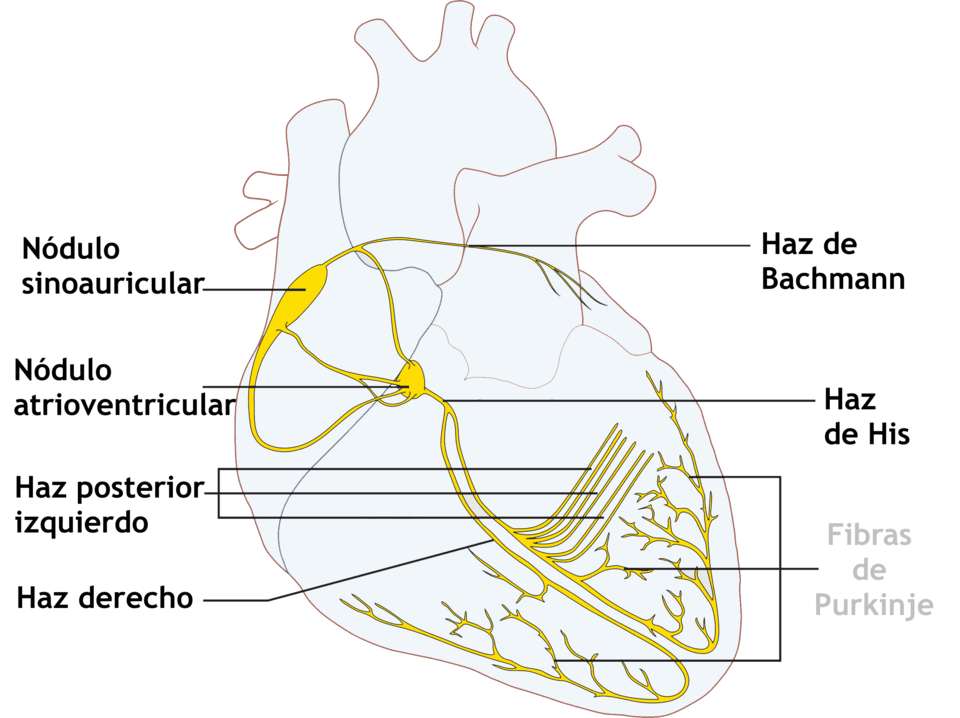 Nódulo
sinoauricular
Nódulo
atrioventricular
Haz posterior
izquierdo
Haz derecho
Haz de
Bachmann
Haz
de His
Fibras
de
Purkinje